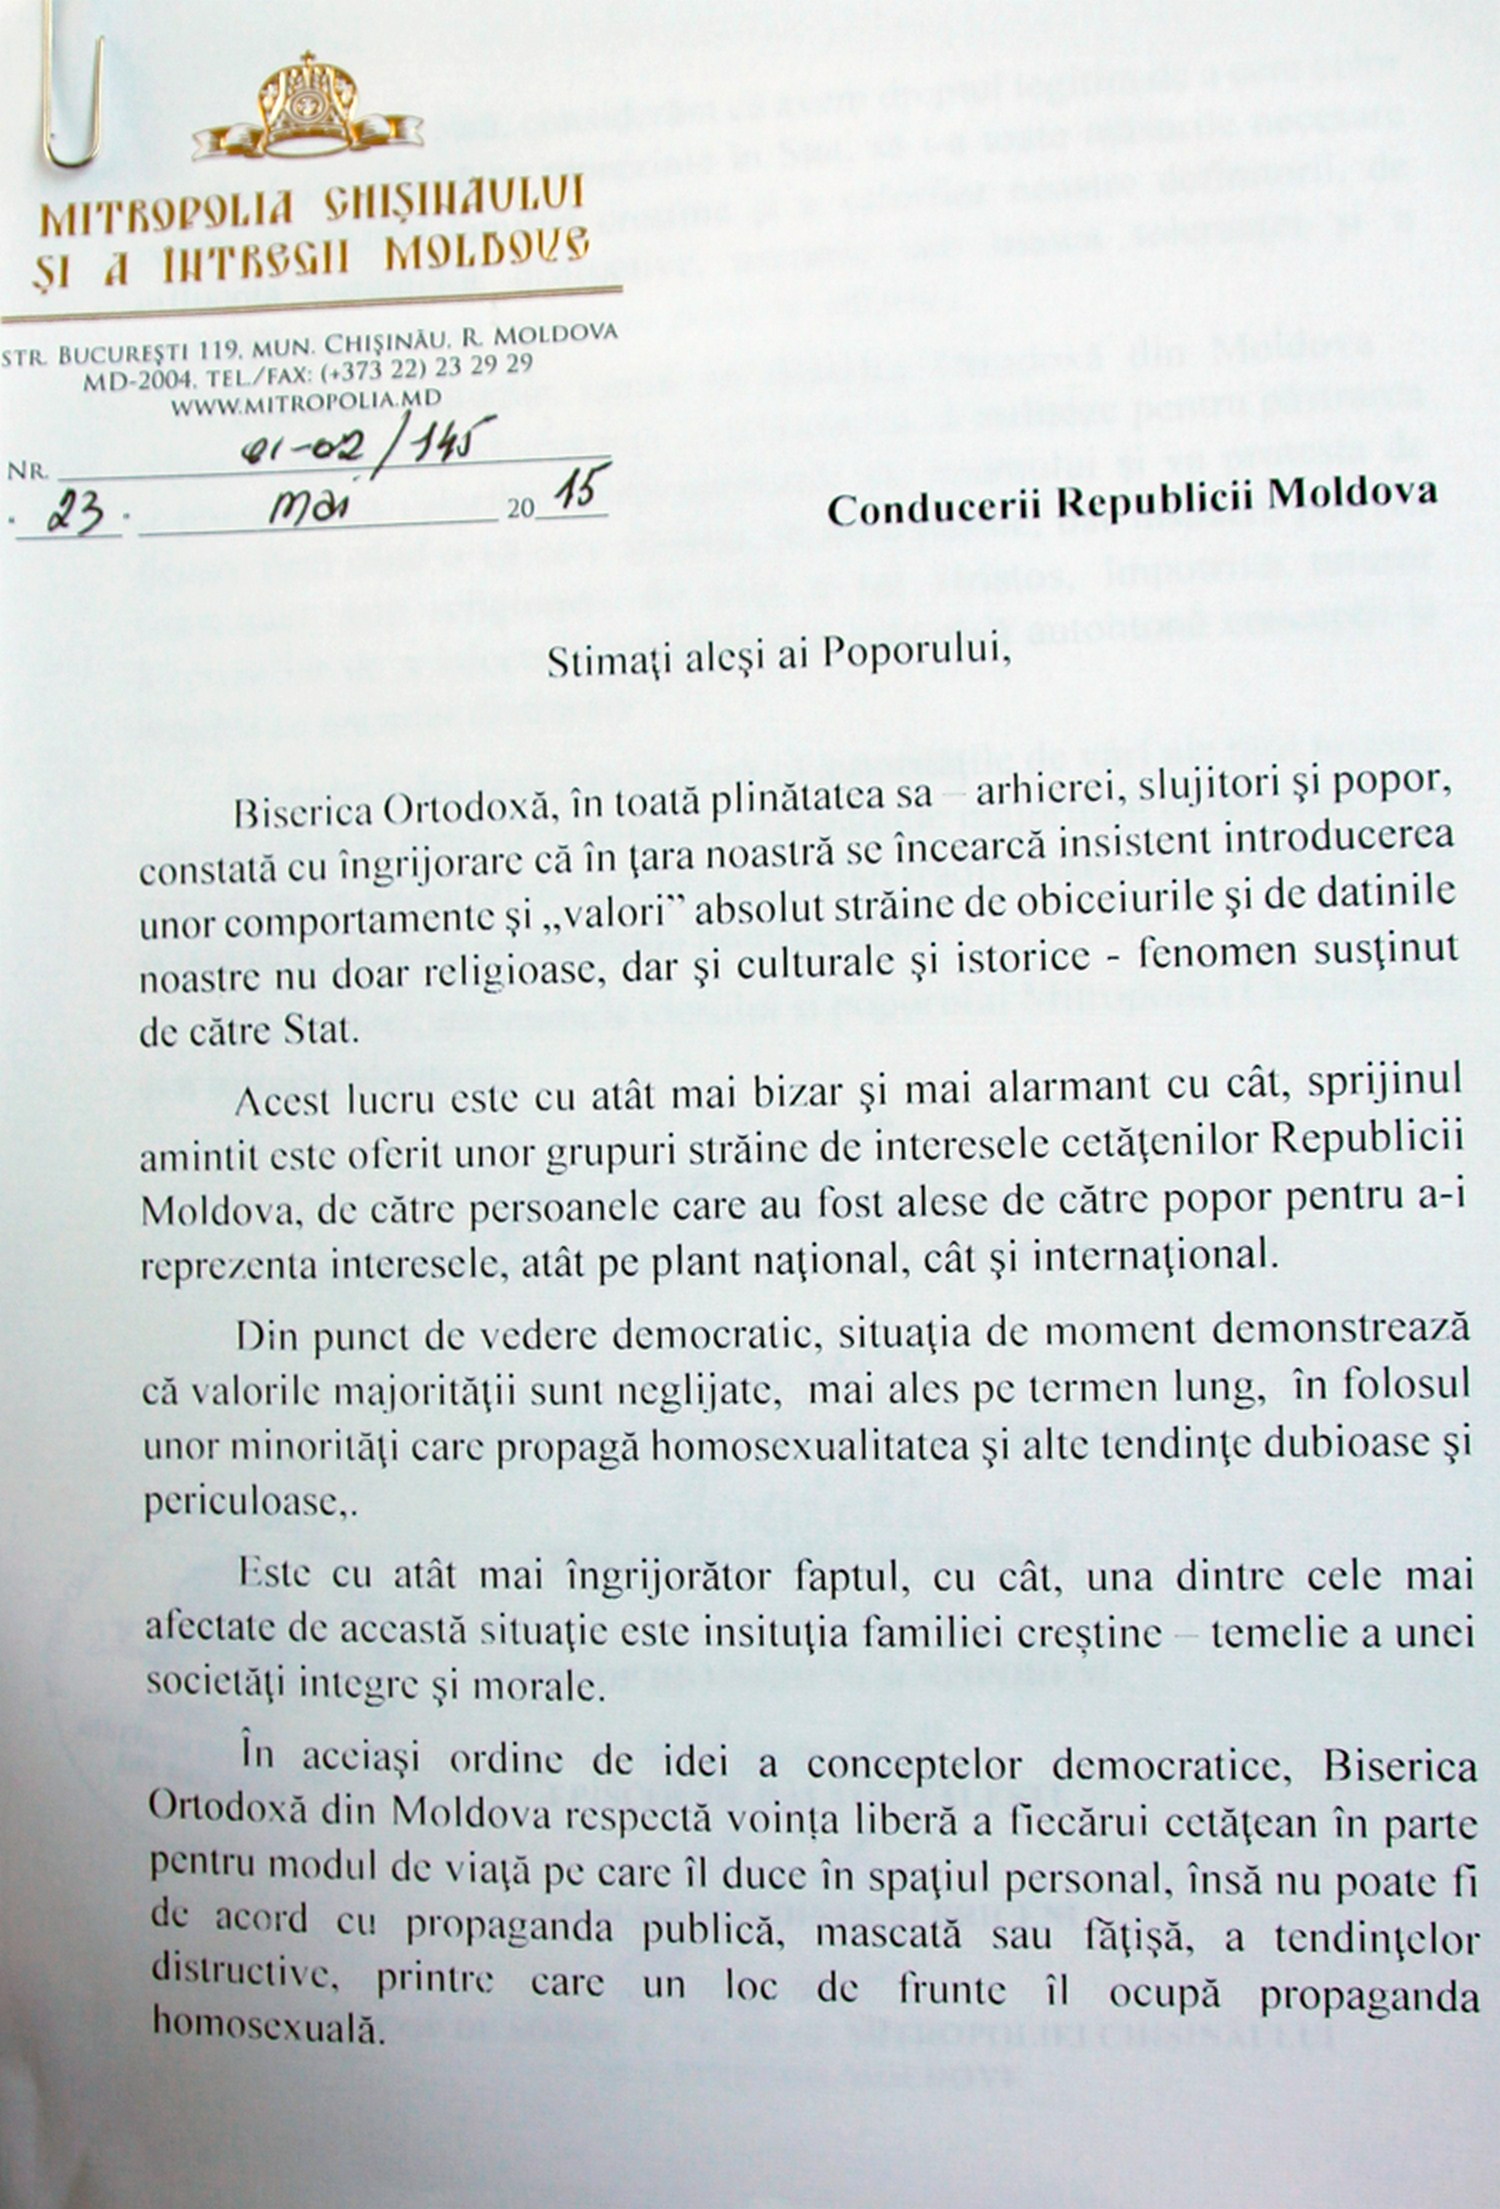 MITROPOLIA CHIȘINĂULUI
ȘI A ÎNTREGII MOLDOVE
STR. BUCUREȘTI 119, MUN. CHIȘINĂU, R. MOLDOVA
MD-2004, TEL./FAX: (+373 22) 23 29 29
WWW.MITROPOLIA.MD
NR. 01-02/145
23 mai 2015
Conducerii Republicii Moldova
Stimaţi aleşi ai Poporului,
Biserica Ortodoxă, în toată plinătatea sa – arhierei, slujitori şi popor,
constată cu îngrijorare că în ţara noastră se încearcă insistent introducerea
unor comportamente şi „valori” absolut străine de obiceiurile şi de datinile
noastre nu doar religioase, dar şi culturale şi istorice - fenomen susţinut
de către Stat.
Acest lucru este cu atât mai bizar şi mai alarmant cu cât, sprijinul
amintit este oferit unor grupuri străine de interesele cetăţenilor Republicii
Moldova, de către persoanele care au fost alese de către popor pentru a-i
reprezenta interesele, atât pe plant naţional, cât şi internaţional.
Din punct de vedere democratic, situaţia de moment demonstrează
că valorile majorităţii sunt neglijate, mai ales pe termen lung, în folosul
unor minorităţi care propagă homosexualitatea şi alte tendinţe dubioase şi
periculoase,.
Este cu atât mai îngrijorător faptul, cu cât, una dintre cele mai
afectate de această situaţie este insituţia familiei creștine – temelie a unei
societăţi integre şi morale.
În aceiaşi ordine de idei a conceptelor democratice, Biserica
Ortodoxă din Moldova respectă voința liberă a fiecărui cetăţean în parte
pentru modul de viaţă pe care îl duce în spaţiul personal, însă nu poate fi
de acord cu propaganda publică, mascată sau făţişă, a tendinţelor
distructive, printre care un loc de frunte îl ocupă propaganda
homosexuală.